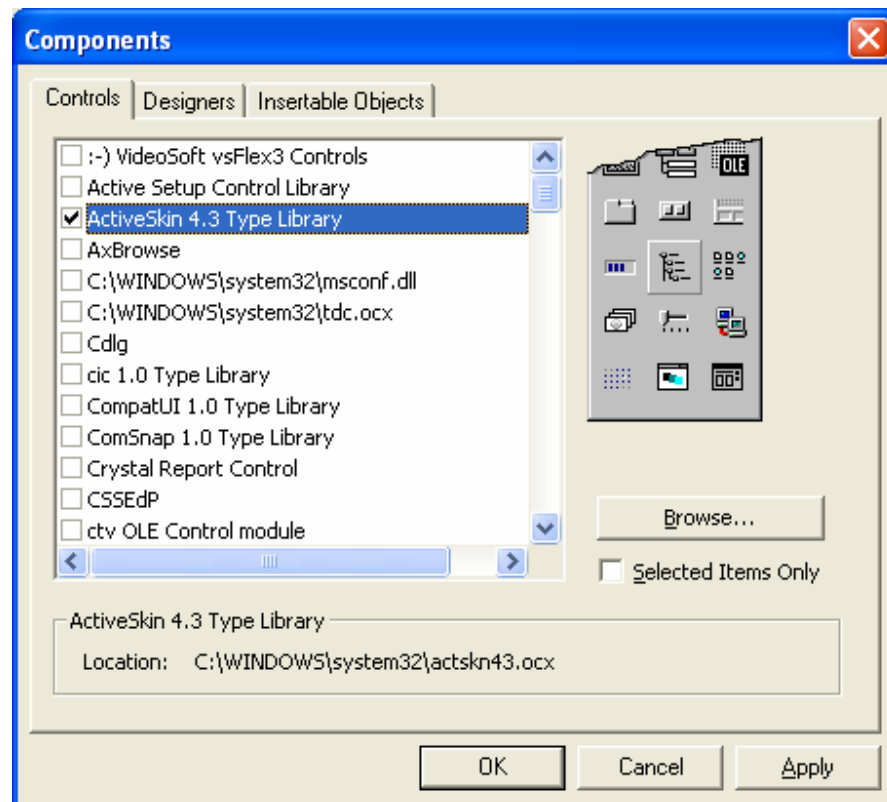 Components
Controls Designers Insertable Objects
:-) VideoSoft vsFlex3 Controls
Active Setup Control Library
ActiveSkin 4.3 Type Library
AxBrowse
C:\WINDOWS\system32\msconf.dll
C:\WINDOWS\system32\tdc.ocx
Cdlg
cic 1.0 Type Library
CompatUI 1.0 Type Library
ComSnap 1.0 Type Library
Crystal Report Control
CSSEdP
ctv OLE Control module
OLE
Browse...
Selected Items Only
ActiveSkin 4.3 Type Library
Location: C:\WINDOWS\system32\actskn43.ocx
OK Cancel Apply